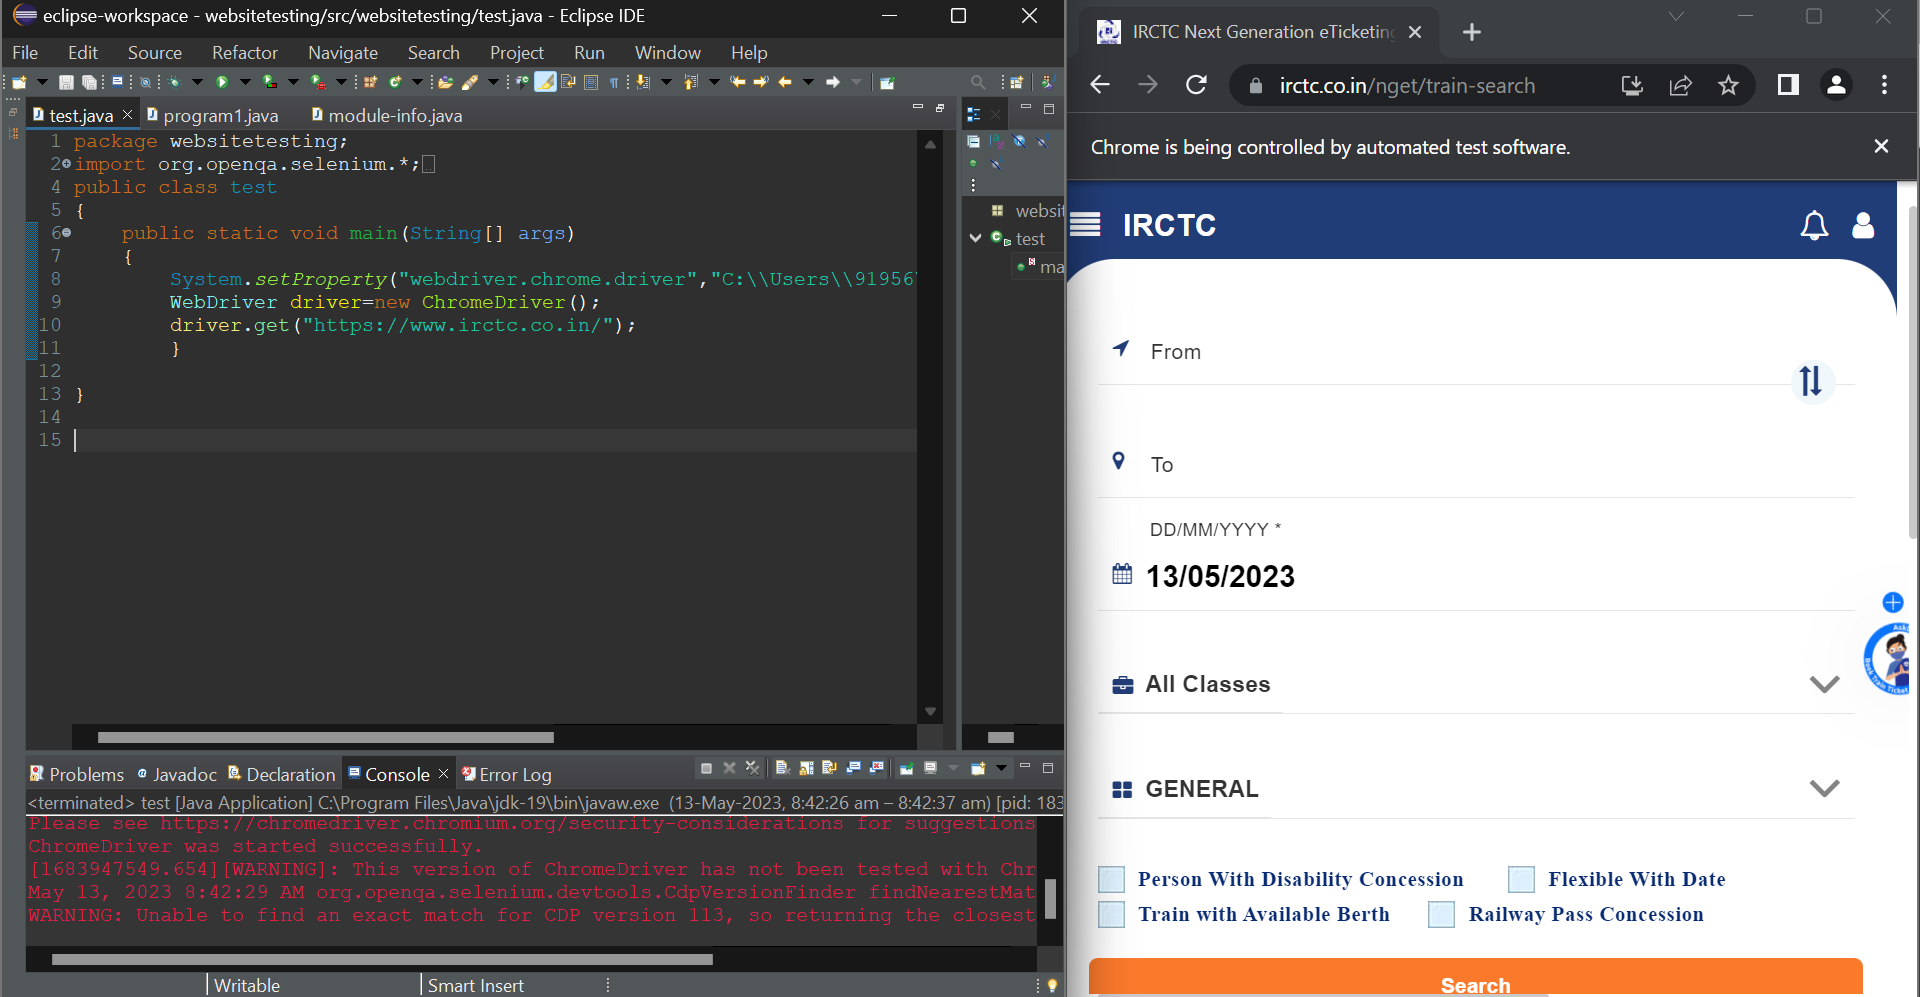 eclipse-workspace - websitetesting/src/websitetesting/test.java - Eclipse IDE
File Edit Source Refactor Navigate Search Project Run Window Help
test.java program1.java module-info.java
1 package websitetesting;
2 import org.openqa.selenium.*;
4 public class test
5 {
6 public static void main(String[] args)
7 {
8 System.setProperty("webdriver.chrome.driver","C:\\Users\\91956
9 WebDriver driver=new ChromeDriver();
10 driver.get("https://www.irctc.co.in/");
11 }
12
13 }
14
15
websit
test
ma
Problems Javadoc Declaration Console Error Log
<terminated> test [Java Application] C:\Program Files\Java\jdk-19\bin\javaw.exe (13-May-2023, 8:42:26 am – 8:42:37 am) [pid: 183
Please see https://chromedriver.chromium.org/security-considerations for suggestions
ChromeDriver was started successfully.
[1683947549.654][WARNING]: This version of ChromeDriver has not been tested with Chr
May 13, 2023 8:42:29 AM org.openqa.selenium.devtools.CdpVersionFinder findNearestMat
WARNING: Unable to find an exact match for CDP version 113, so returning the closest
Writable Smart Insert
IRCTC Next Generation eTicketing
irctc.co.in/nget/train-search
Chrome is being controlled by automated test software.
IRCTC
From
To
DD/MM/YYYY *
13/05/2023
All Classes
GENERAL
Person With Disability Concession Flexible With Date
Train with Available Berth Railway Pass Concession
Search